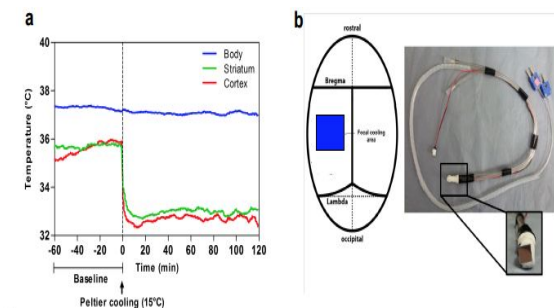 a
40
38
36
34
33
32
Temperature (°C)
Body
Striatum
Cortex
-60 -40 -20 0 20 40 60 80 100 120
Time (min)
Baseline
Peltier cooling (15°C)
b
rostral
Bregma
Focal cooling
area
Lambda
occipital